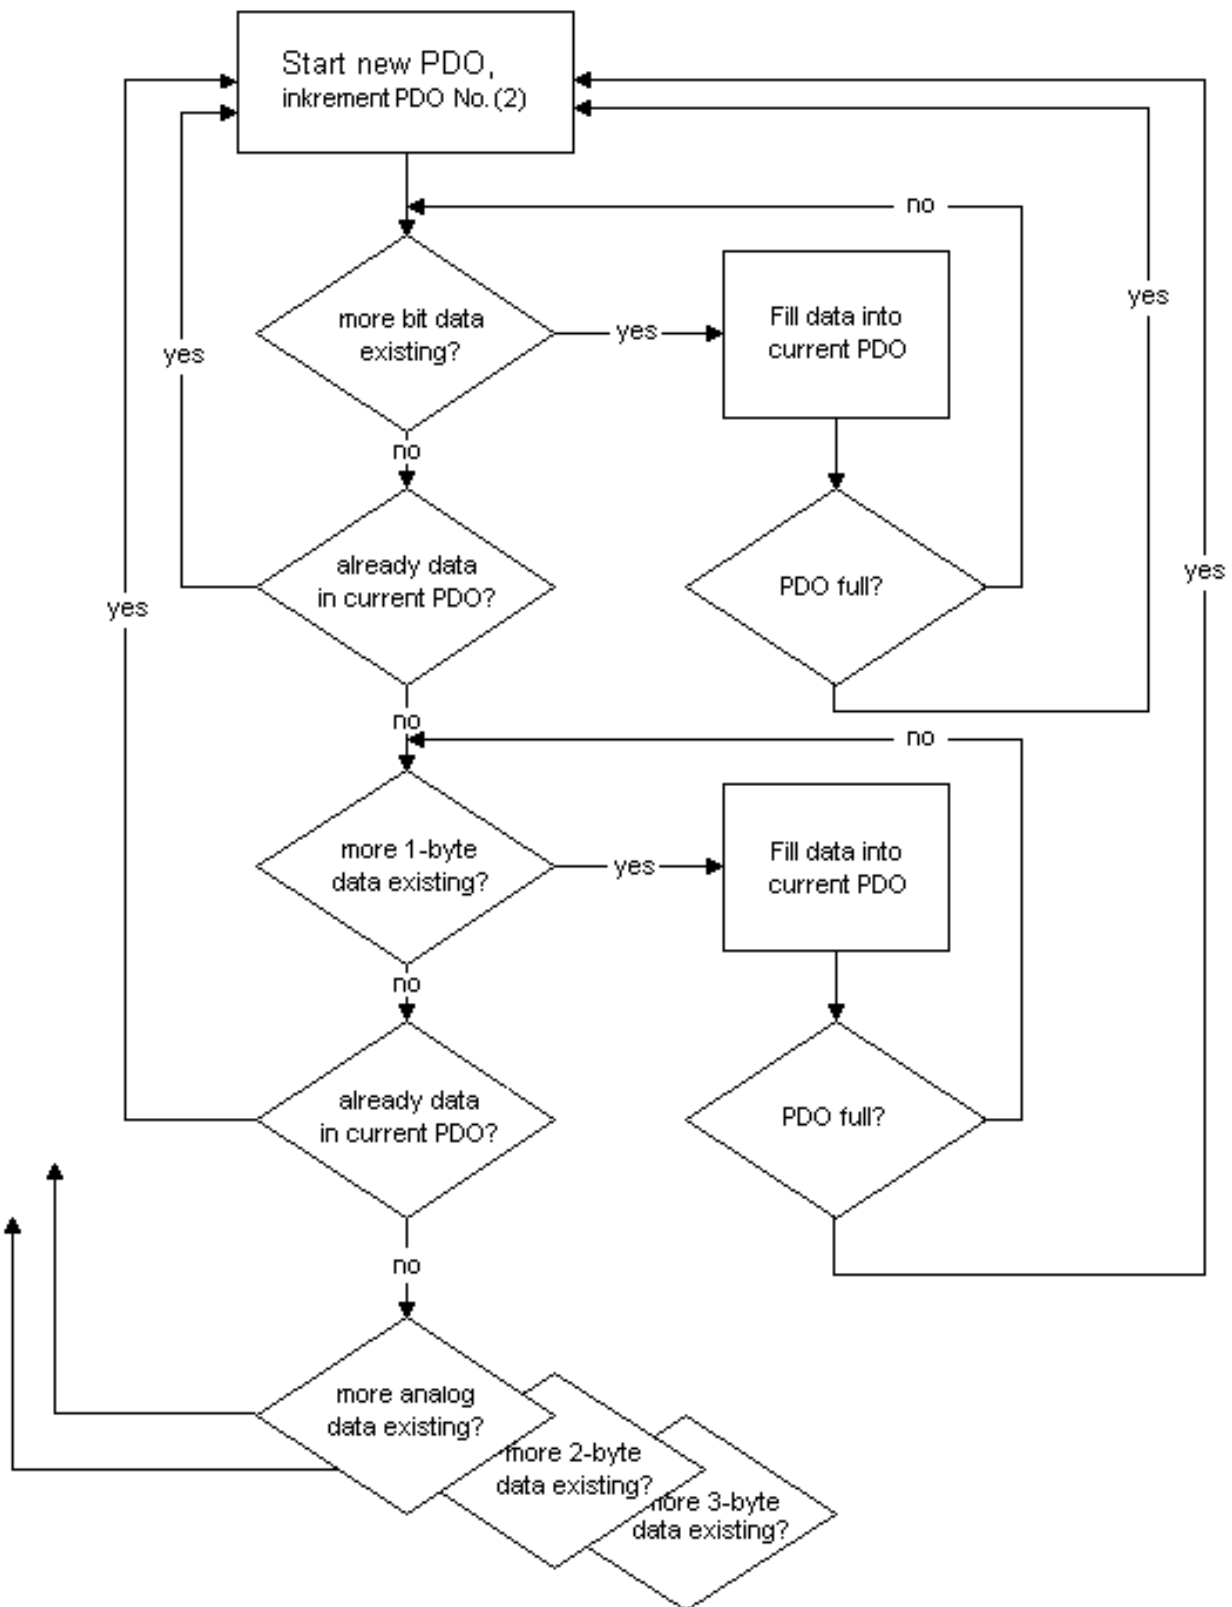 Start new PDO,
inkrement PDO No. (2)
no
more bit data
existing?
yes
Fill data into
current PDO
yes
yes
no
already data
in current PDO?
PDO full?
yes
yes
no
no
more 1-byte
data existing?
yes
Fill data into
current PDO
no
already data
in current PDO?
PDO full?
no
more analog
data existing?
more 2-byte
data existing?
more 3-byte
data existing?